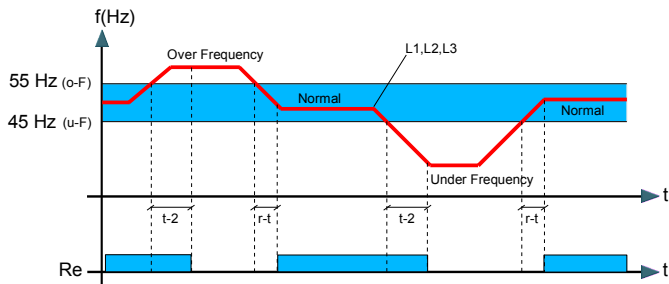 f(Hz)
Over Frequency
L1,L2,L3
55 Hz (o-F)
Normal
Normal
45 Hz (u-F)
Under Frequency
t
t-2
r-t
t-2
r-t
Re
t